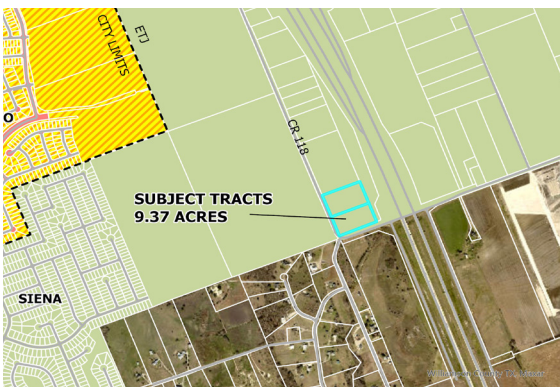 ETJ
CITY LIMITS
O
CR 118
SUBJECT TRACTS
9.37 ACRES
SIENA